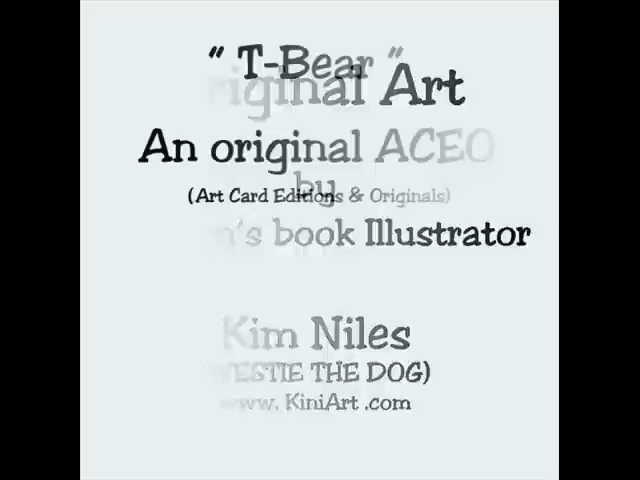 " T-Bear "
riginal Art
An original ACEO
by
(Art Card Editions & Originals)
n's book Illustrator
Kim Niles
WESTIE THE DOG)
www. KiniArt .com